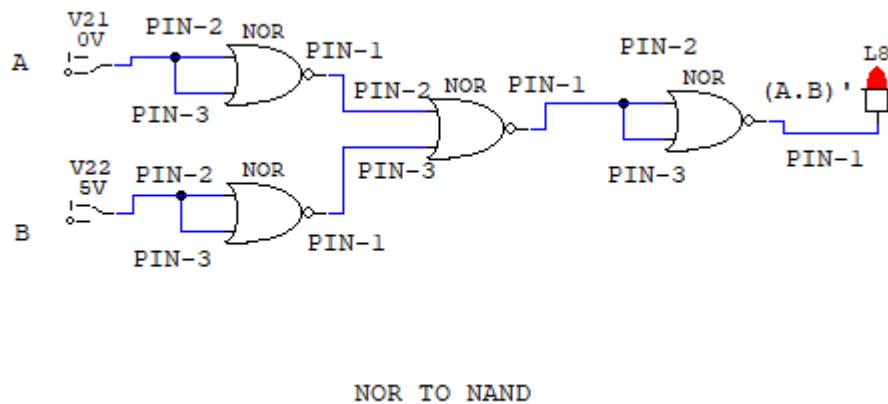 V21
0V
PIN-2
NOR
PIN-1
A
PIN-3
PIN-2
NOR
PIN-1
PIN-2
NOR
(A.B)'
L8
V22
5V
PIN-2
NOR
PIN-3
PIN-3
PIN-1
B
PIN-3
PIN-1
NOR TO NAND